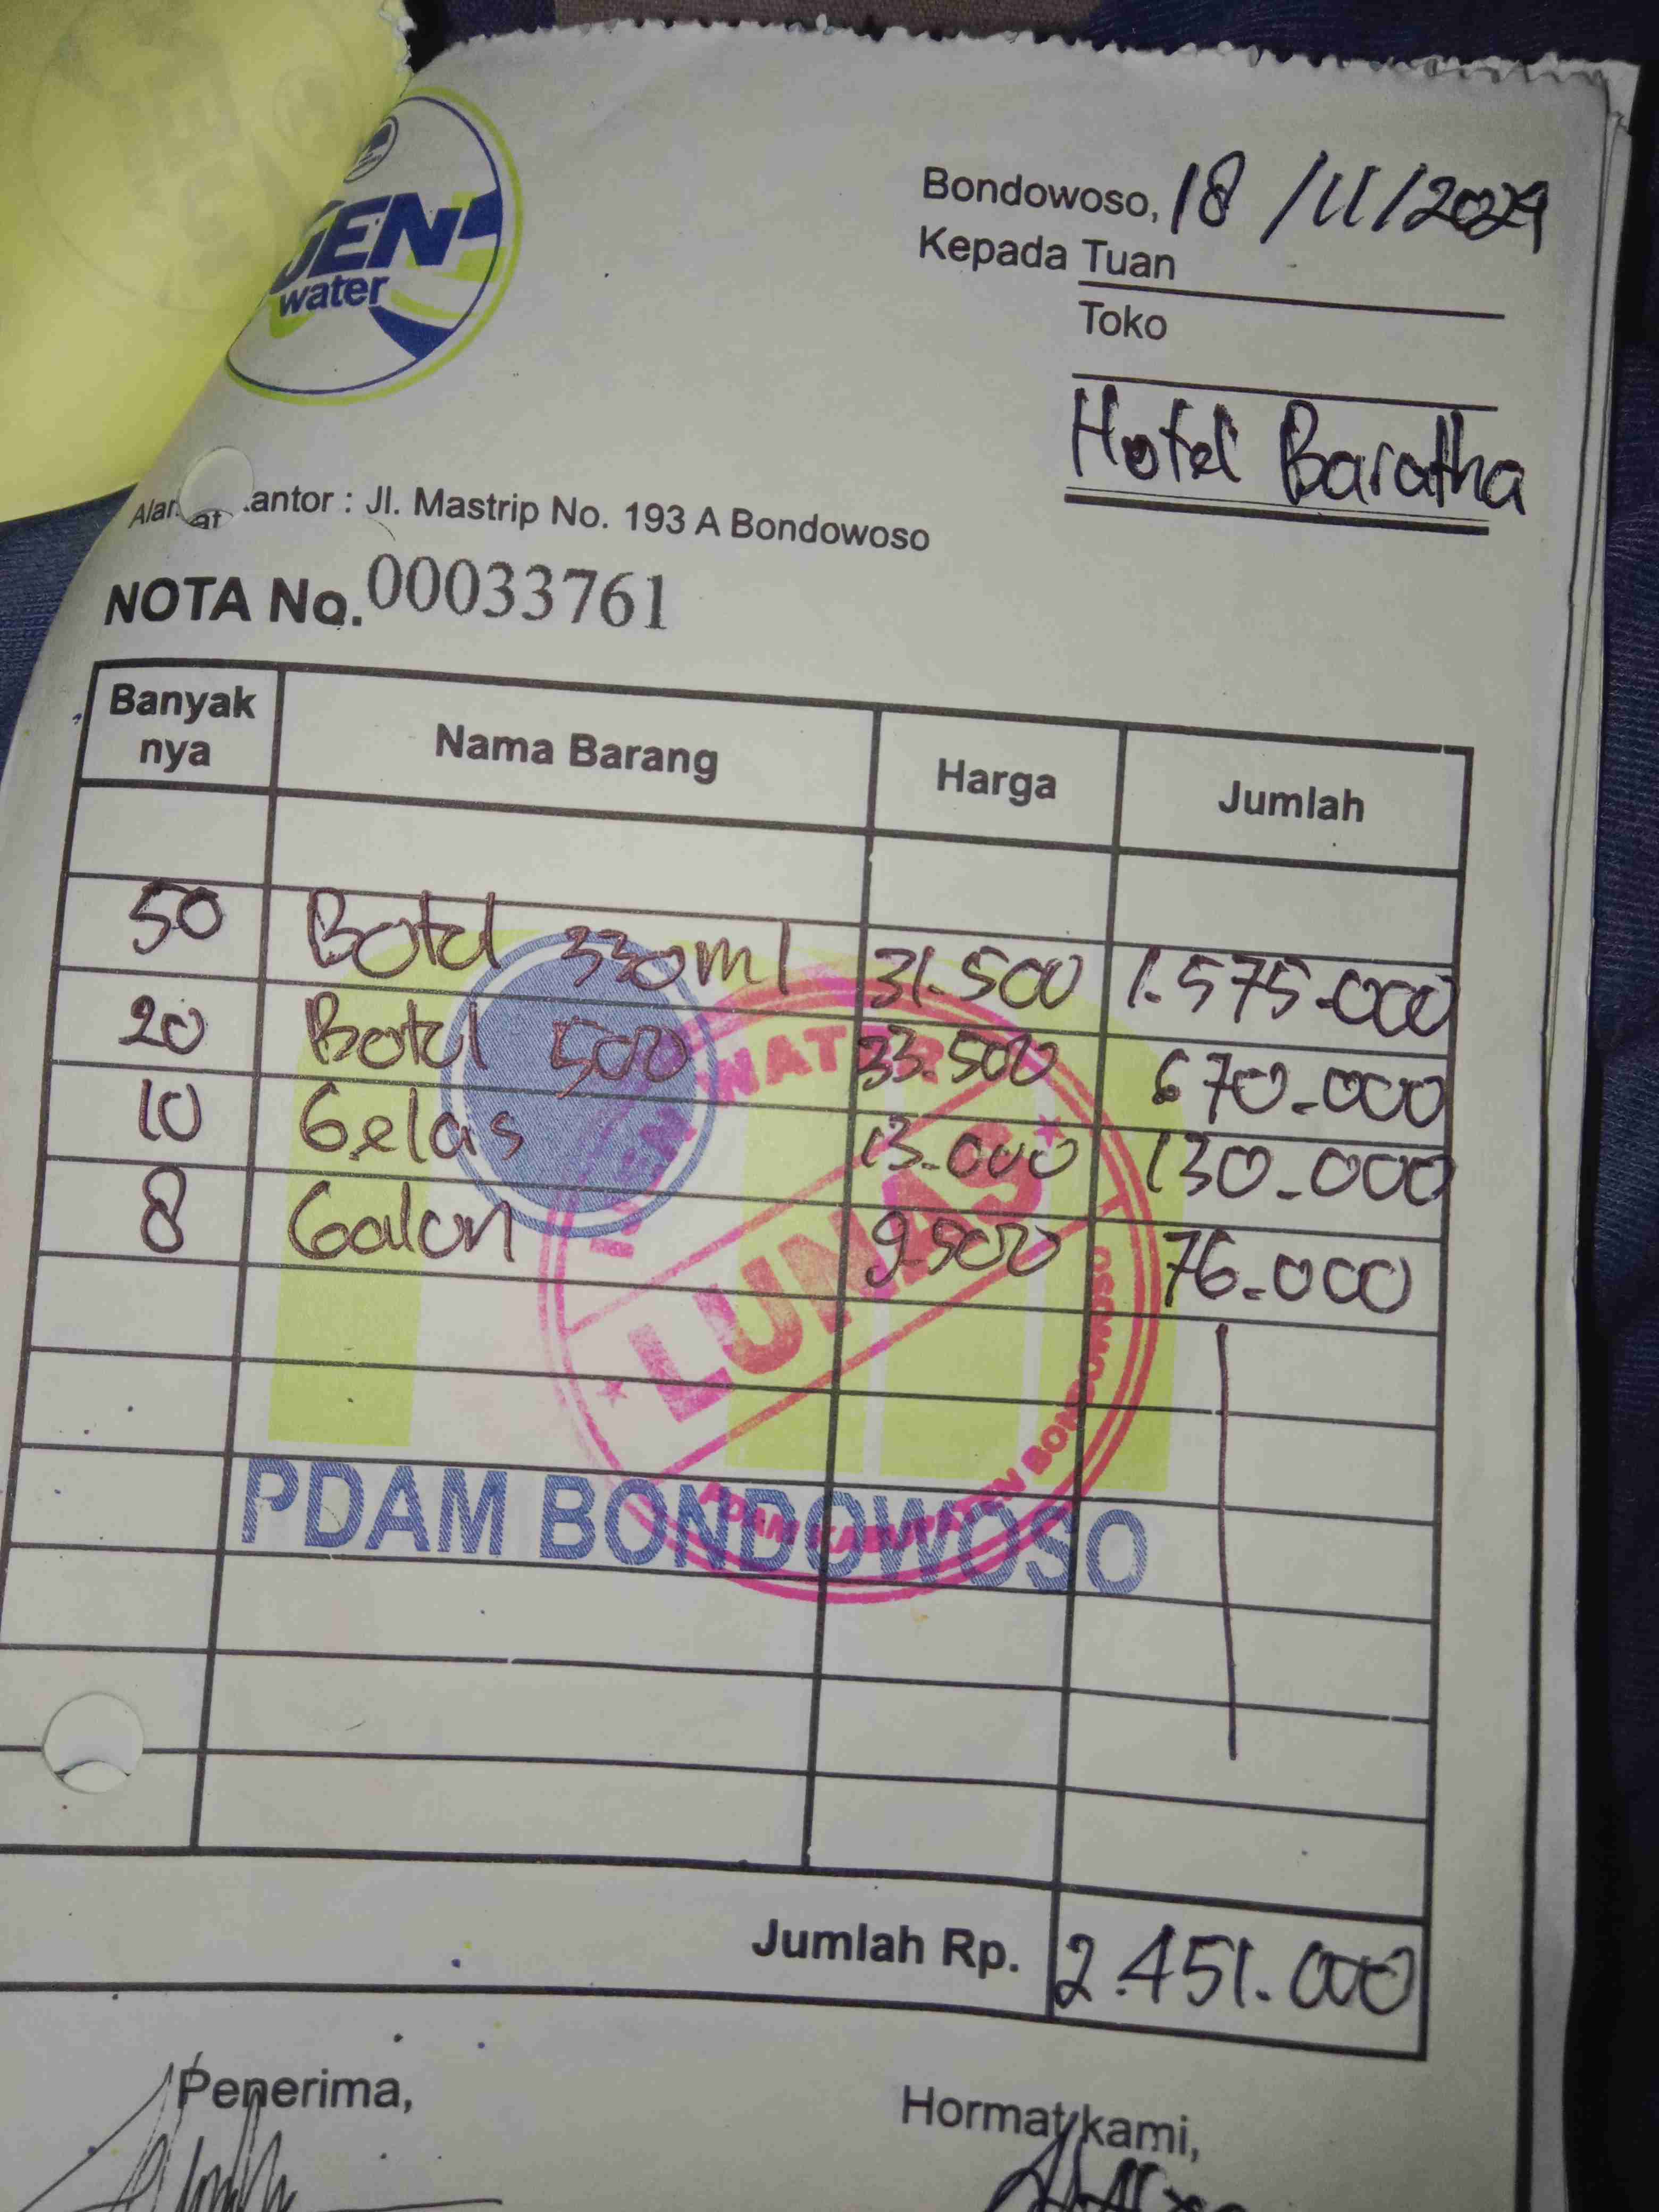 GEN
water
Bondowoso, 18/11/2024
Kepada Tuan
Toko
Hotel Baratha
Kantor : Jl. Mastrip No. 193 A Bondowoso
NOTA No. 00033761
Banyak nya Nama Barang Harga Jumlah
50 Botol 330ml 31.500 1.575.000
20 Botol 500 33.500 670.000
10 Gelas 13.000 130.000
8 Galon 9.500 76.000
WATER
LUNAS
PDAM KABUPATEN BONDOWOSO
PDAM BONDOWOSO
Jumlah Rp. 2.451.000
Penerima, Hormat kami,